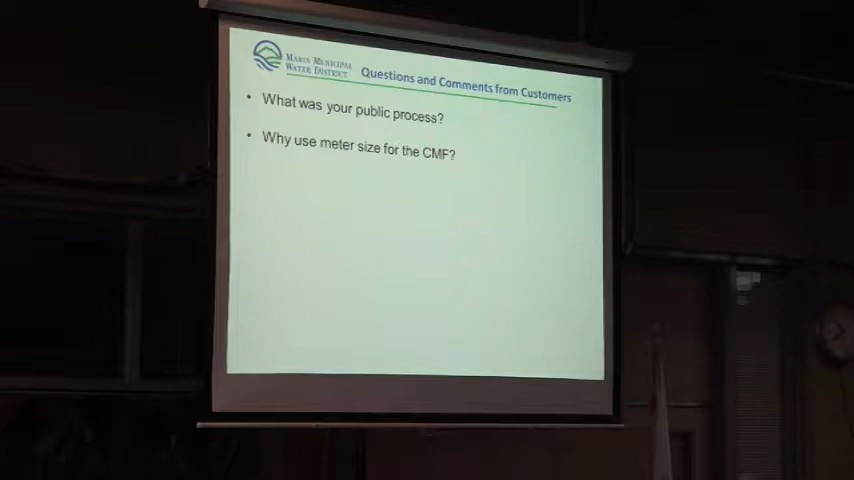 MARIN MUNICIPAL
WATER DISTRICT
Questions and Comments from Customers
• What was your public process?
• Why use meter size for the CMF?